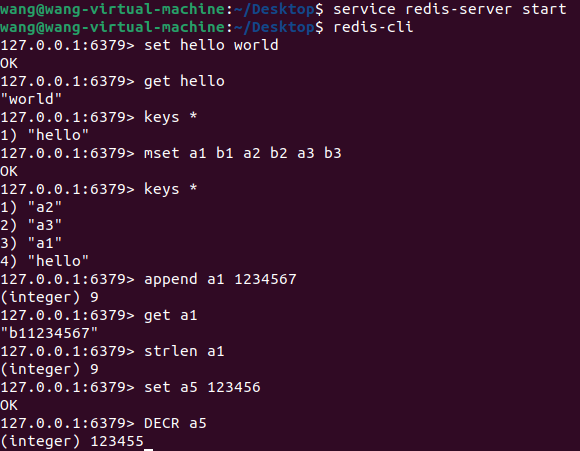 wang@wang-virtual-machine:~/Desktop$ service redis-server start
wang@wang-virtual-machine:~/Desktop$ redis-cli
127.0.0.1:6379> set hello world
OK
127.0.0.1:6379> get hello
"world"
127.0.0.1:6379> keys *
1) "hello"
127.0.0.1:6379> mset a1 b1 a2 b2 a3 b3
OK
127.0.0.1:6379> keys *
1) "a2"
2) "a3"
3) "a1"
4) "hello"
127.0.0.1:6379> append a1 1234567
(integer) 9
127.0.0.1:6379> get a1
"b11234567"
127.0.0.1:6379> strlen a1
(integer) 9
127.0.0.1:6379> set a5 123456
OK
127.0.0.1:6379> DECR a5
(integer) 123455